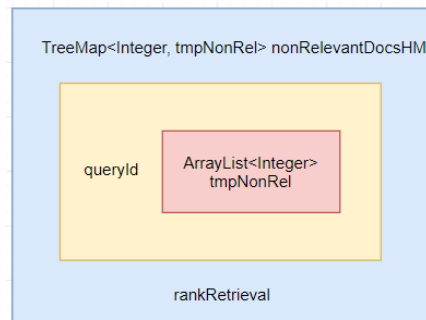 TreeMap<Integer, tmpNonRel> nonRelevantDocsHM
queryId
ArrayList<Integer>
tmpNonRel
rankRetrieval